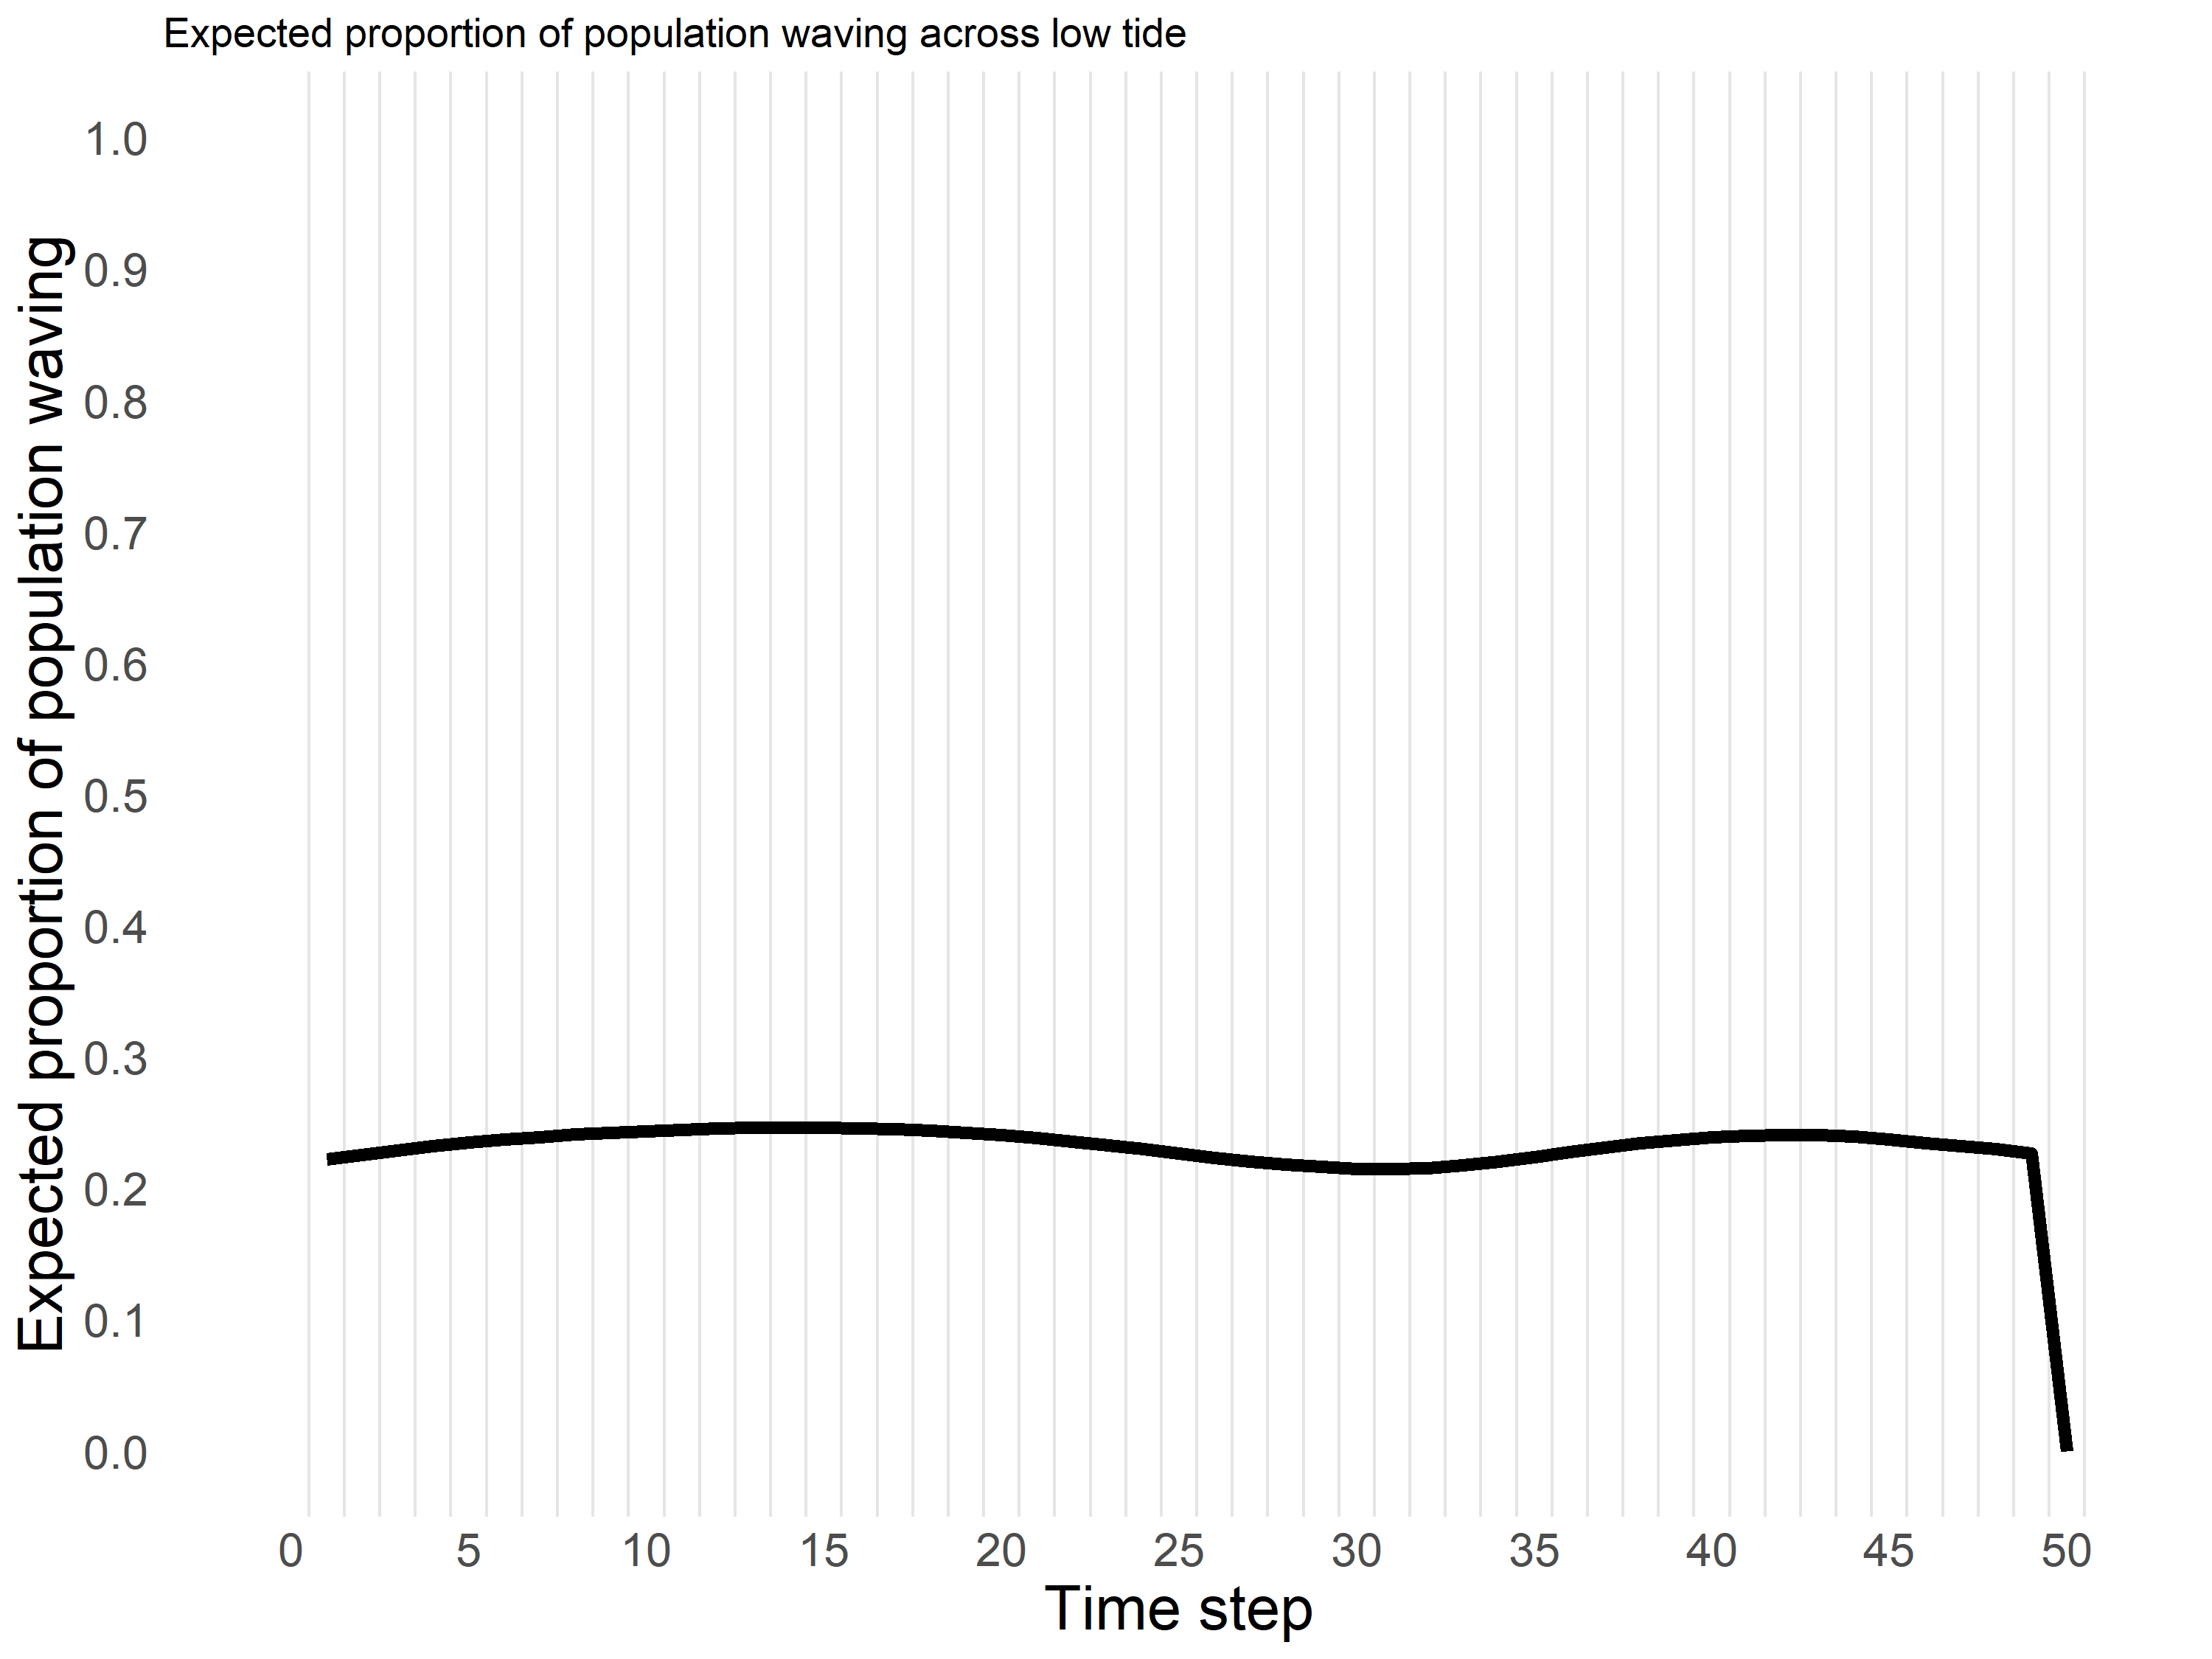 Expected proportion of population waving across low tide
Expected proportion of population waving
1.0
0.9
0.8
0.7
0.6
0.5
0.4
0.3
0.2
0.1
0.0
0 5 10 15 20 25 30 35 40 45 50
Time step